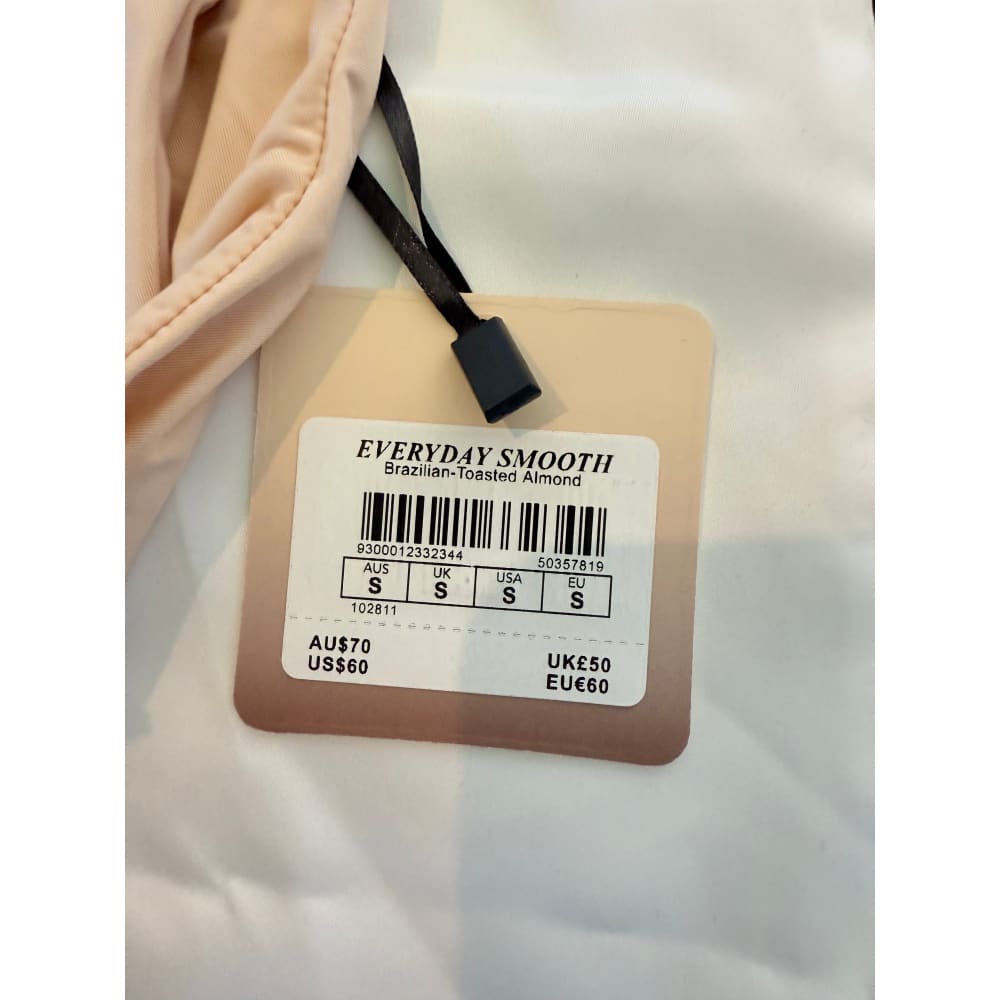 EVERYDAY SMOOTH
Brazilian-Toasted Almond
9300012332344 50357819
AUS UK USA EU
S S S S
102811
AU$70 UK£50
US$60 EU€60